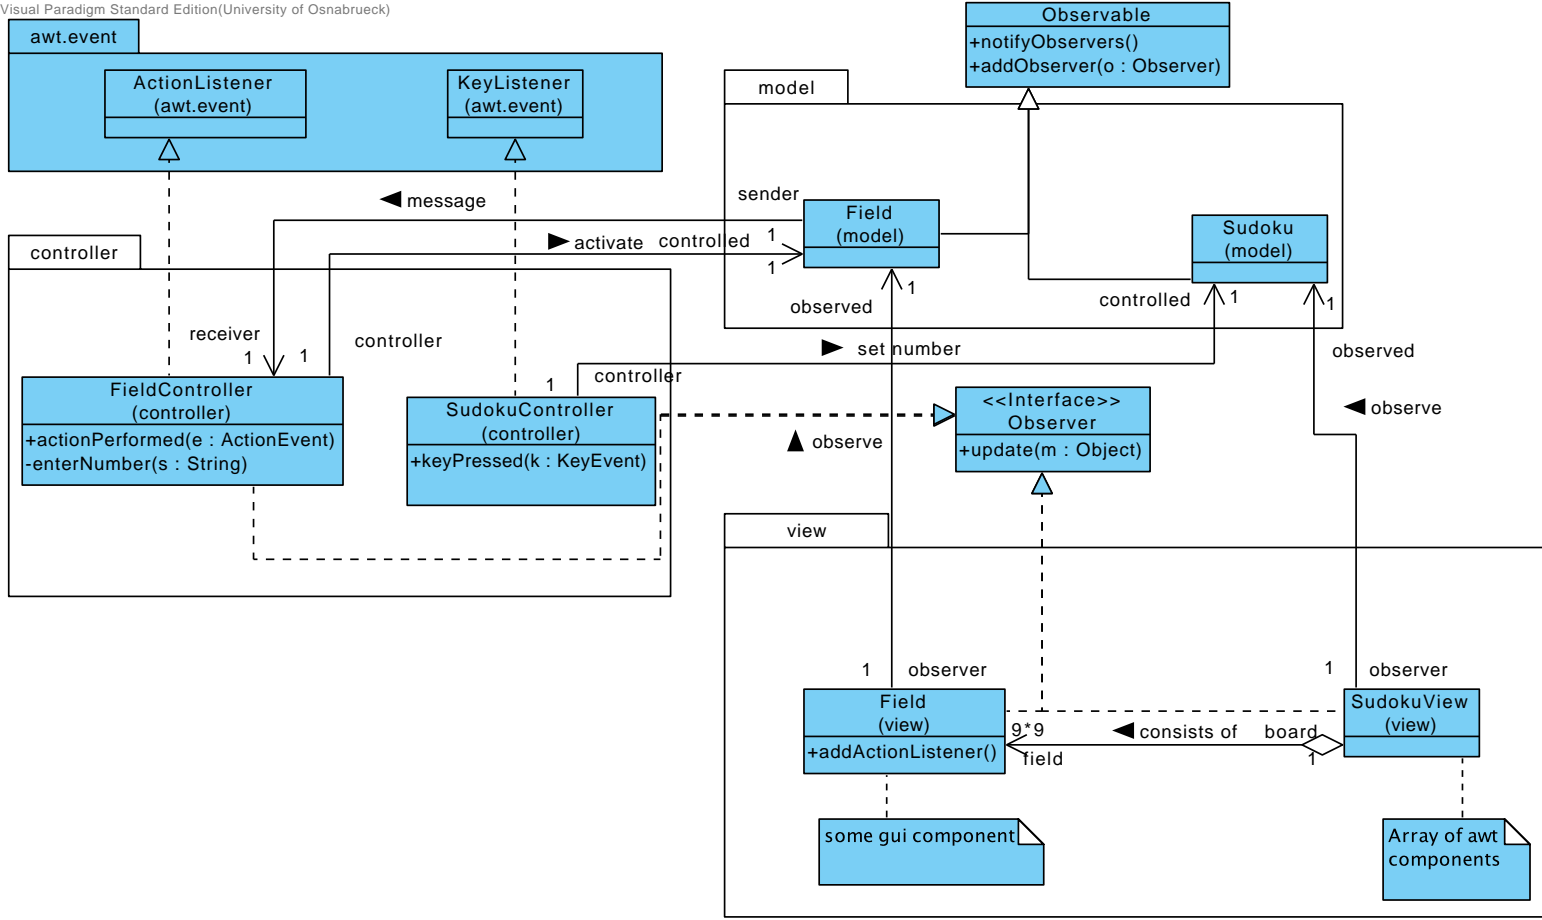 Visual Paradigm Standard Edition(University of Osnabrueck)
awt.event
ActionListener
(awt.event)
KeyListener
(awt.event)
Observable
+notifyObservers()
+addObserver(o : Observer)
model
message
sender
Field
(model)
Sudoku
(model)
controller
activate
controlled
1
1
observed
1
controlled
1
1
receiver
1
1
controller
set number
observed
FieldController
(controller)
+actionPerformed(e : ActionEvent)
-enterNumber(s : String)
1
controller
SudokuController
(controller)
+keyPressed(k : KeyEvent)
observe
<<Interface>>
Observer
+update(m : Object)
observe
view
1
observer
1
observer
Field
(view)
+addActionListener()
9*9
field
consists of
board
1
SudokuView
(view)
some gui component
Array of awt
components